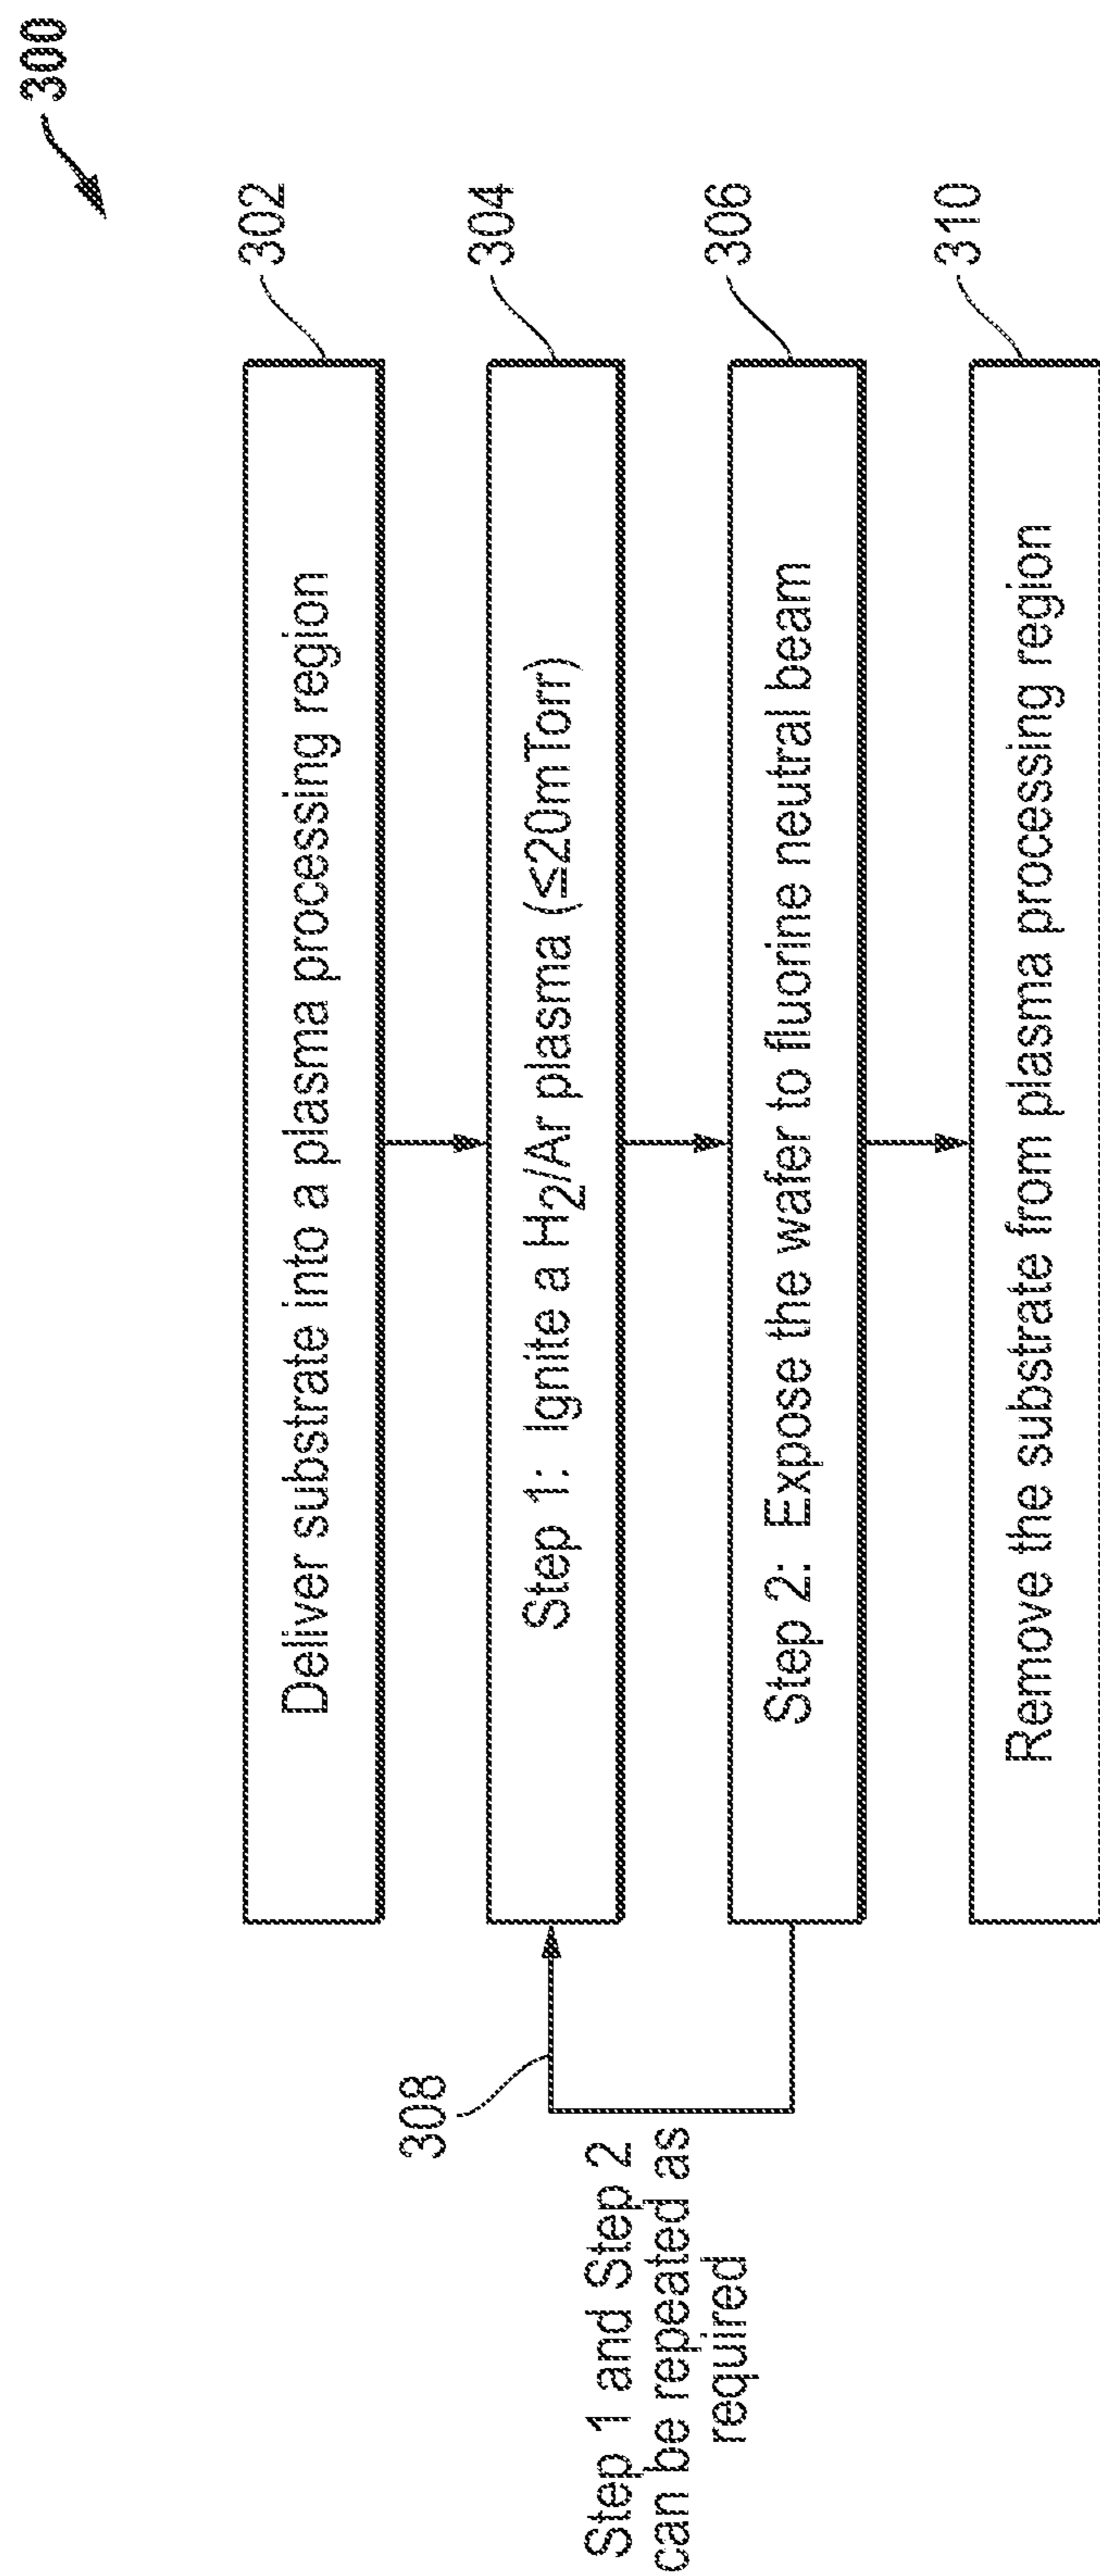 300
Deliver substrate into a plasma processing region
302
Step 1: Ignite a H2/Ar plasma (≤20mTorr)
304
308
Step 1 and Step 2
can be repeated as
required
Step 2: Expose the wafer to fluorine neutral beam
306
Remove the substrate from plasma processing region
310